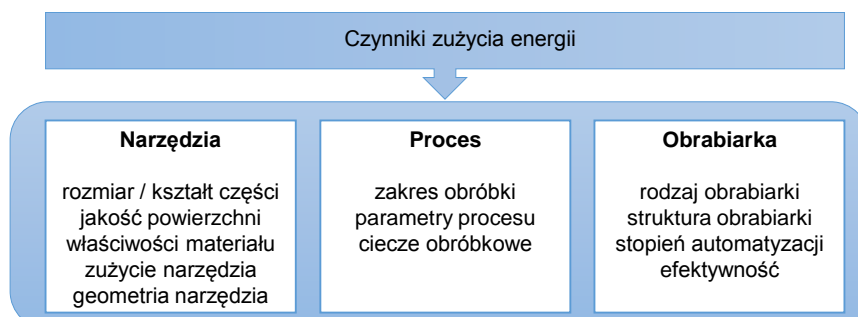 Czynniki zużycia energii
Narzędzia
rozmiar / kształt części
jakość powierzchni
właściwości materiału
zużycie narzędzia
geometria narzędzia
Proces
zakres obróbki
parametry procesu
ciecze obróbkowe
Obrabiarka
rodzaj obrabiarki
struktura obrabiarki
stopień automatyzacji
efektywność